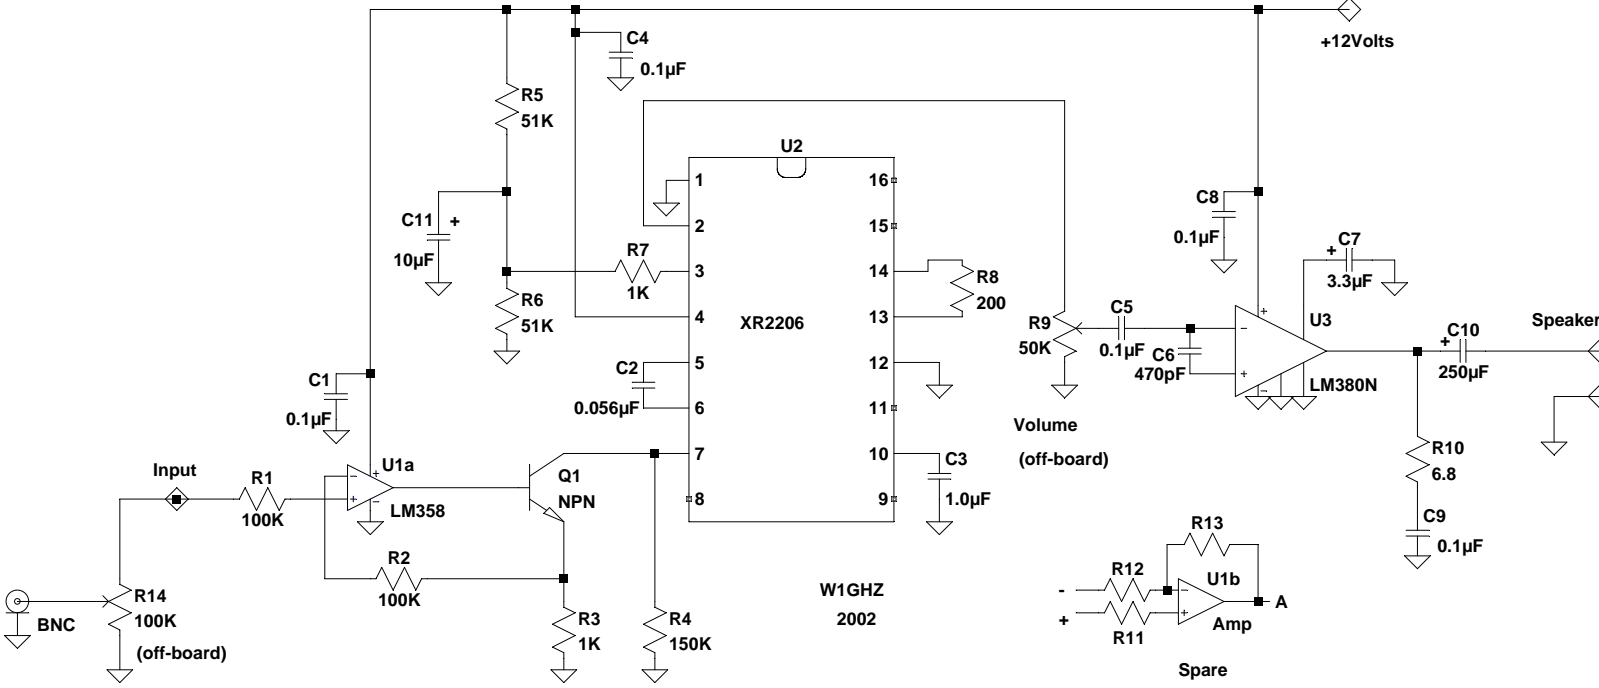 +12Volts
C4
0.1µF
R5
51K
U2
1
16
2
15
C11
+
10µF
R7
1K
3
14
R8
200
R6
51K
4
13
XR2206
C8
0.1µF
C7
+
3.3µF
R9
50K
C5
0.1µF
C6
470pF
+
−
+
−
U3
LM380N
C10
+
250µF
Speaker
C1
0.1µF
C2
0.056µF
5
12
6
11
Volume
(off-board)
7
10
C3
1.0µF
8
9
R10
6.8
C9
0.1µF
Input
R1
100K
U1a
−
+
+
−
LM358
Q1
NPN
R2
100K
R14
100K
BNC
(off-board)
R3
1K
R4
150K
W1GHZ
2002
R13
R12
U1b
-
−
+
+
A
R11
Amp
Spare